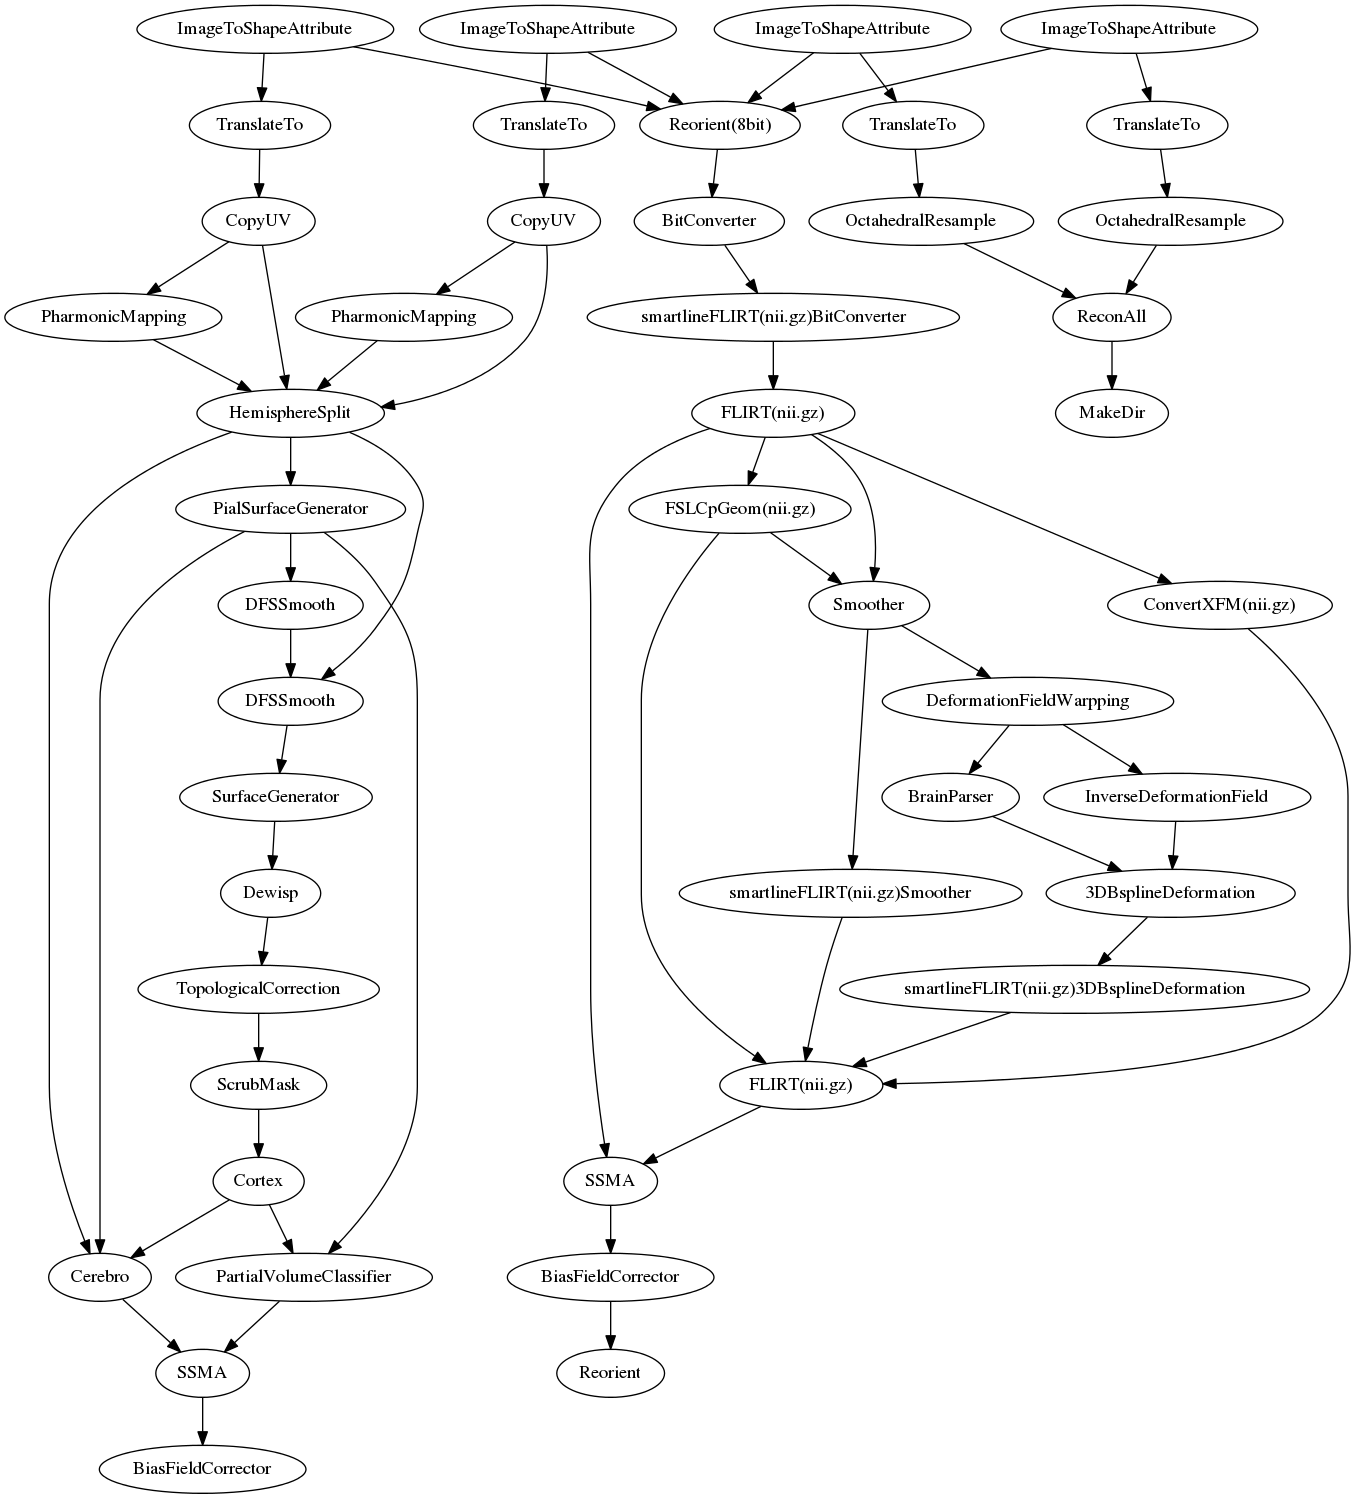 ImageToShapeAttribute
ImageToShapeAttribute
ImageToShapeAttribute
ImageToShapeAttribute
TranslateTo
TranslateTo
Reorient(8bit)
TranslateTo
TranslateTo
CopyUV
CopyUV
BitConverter
OctahedralResample
OctahedralResample
PharmonicMapping
PharmonicMapping
smartlineFLIRT(nii.gz)BitConverter
ReconAll
HemisphereSplit
FLIRT(nii.gz)
MakeDir
PialSurfaceGenerator
FSLCpGeom(nii.gz)
DFSSmooth
Smoother
ConvertXFM(nii.gz)
DFSSmooth
DeformationFieldWarpping
SurfaceGenerator
BrainParser
InverseDeformationField
Dewisp
smartlineFLIRT(nii.gz)Smoother
3DBsplineDeformation
TopologicalCorrection
smartlineFLIRT(nii.gz)3DBsplineDeformation
ScrubMask
FLIRT(nii.gz)
Cortex
SSMA
Cerebro
PartialVolumeClassifier
BiasFieldCorrector
SSMA
Reorient
BiasFieldCorrector